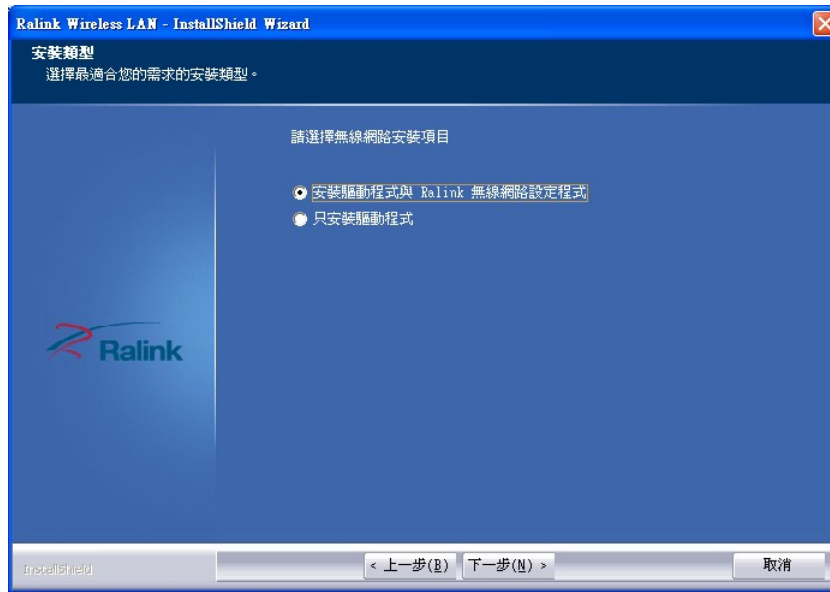 Ralink Wireless LAN - InstallShield Wizard
安裝類型
選擇最適合您的需求的安裝類型。
請選擇無線網路安裝項目
安裝驅動程式與 Ralink 無線網路設定程式
只安裝驅動程式
Ralink
InstallShield
< 上一步(B)
下一步(N) >
取消